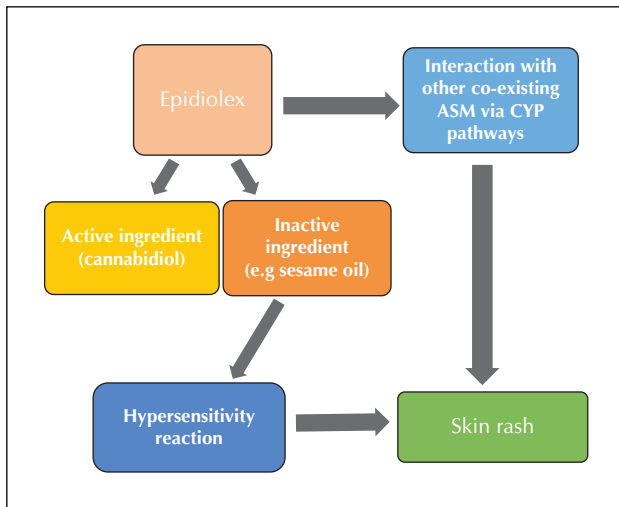 Epidiolex
Interaction with
other co-existing
ASM via CYP
pathways
Active ingredient
(cannabidiol)
Inactive
ingredient
(e.g sesame oil)
Hypersensitivity
reaction
Skin rash